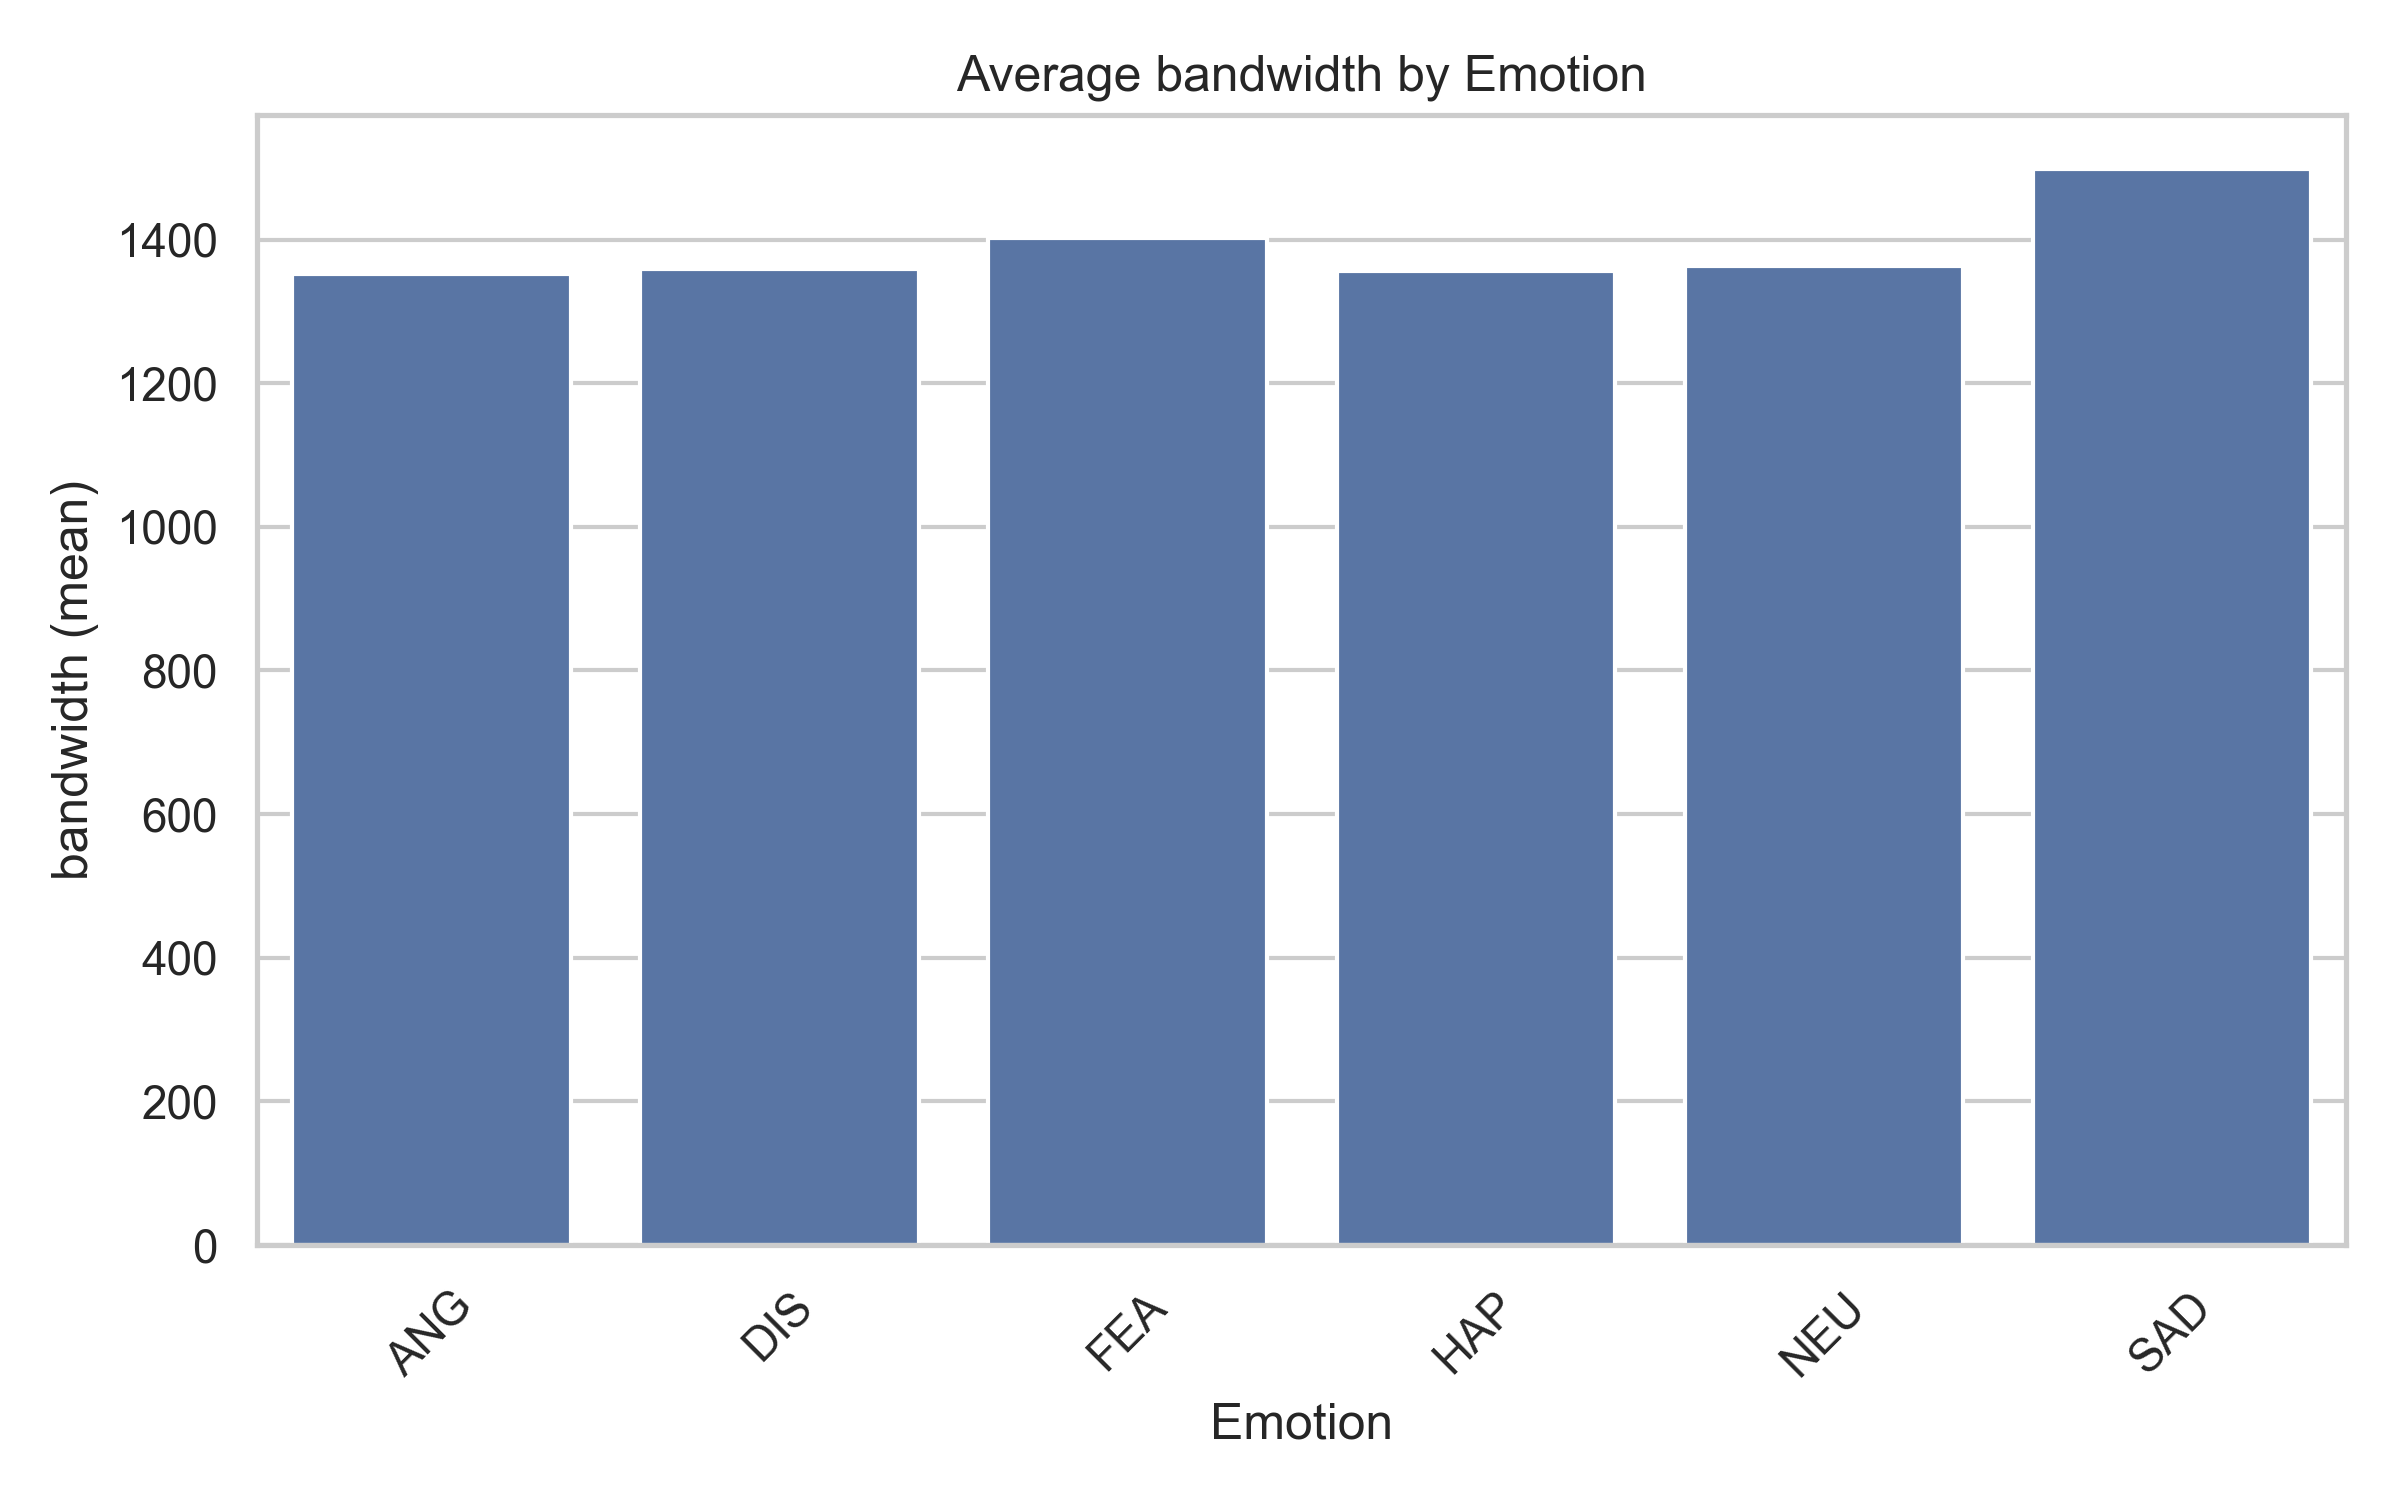 Average bandwidth by Emotion
bandwidth (mean)
1400
1200
1000
800
600
400
200
0
ANG
DIS
FEA
HAP
NEU
SAD
Emotion